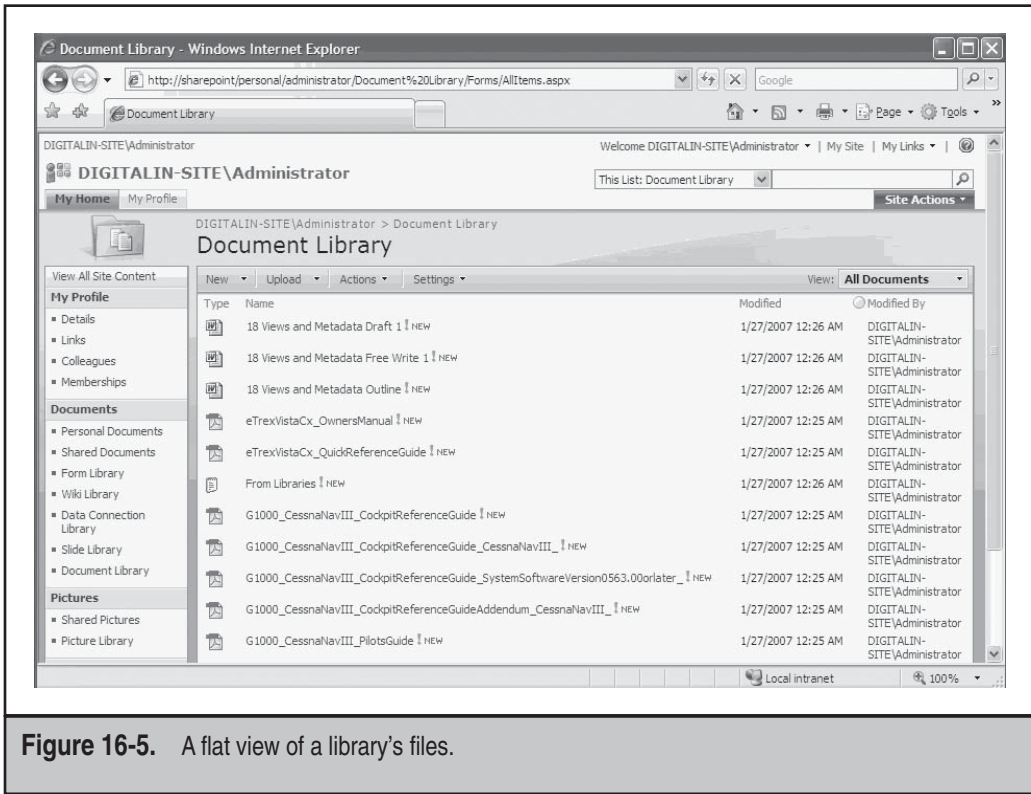 Document Library - Windows Internet Explorer
http://sharepoint/personal/administrator/Document%20Library/Forms/AllItems.aspx
Google
Document Library
Page
Tools
DIGITALIN-SITE\Administrator
Welcome DIGITALIN-SITE\Administrator | My Site | My Links |
DIGITALIN-SITE\Administrator
This List: Document Library
My Home
My Profile
Site Actions
DIGITALIN-SITE\Administrator > Document Library
Document Library
View All Site Content
My Profile
Details
Links
Colleagues
Memberships
Documents
Personal Documents
Shared Documents
Form Library
Wiki Library
Data Connection
Library
Slide Library
Document Library
Pictures
Shared Pictures
Picture Library
New Upload Actions Settings View: All Documents
Type Name Modified Modified By
18 Views and Metadata Draft 1 ! NEW 1/27/2007 12:26 AM DIGITALIN-
SITE\Administrator
18 Views and Metadata Free Write 1 ! NEW 1/27/2007 12:26 AM DIGITALIN-
SITE\Administrator
18 Views and Metadata Outline ! NEW 1/27/2007 12:26 AM DIGITALIN-
SITE\Administrator
eTrexVistaCx_OwnersManual ! NEW 1/27/2007 12:25 AM DIGITALIN-
SITE\Administrator
eTrexVistaCx_QuickReferenceGuide ! NEW 1/27/2007 12:25 AM DIGITALIN-
SITE\Administrator
From Libraries ! NEW 1/27/2007 12:26 AM DIGITALIN-
SITE\Administrator
G1000_CessnaNavIII_CockpitReferenceGuide ! NEW 1/27/2007 12:25 AM DIGITALIN-
SITE\Administrator
G1000_CessnaNavIII_CockpitReferenceGuide_CessnaNavIII_ ! NEW 1/27/2007 12:25 AM DIGITALIN-
SITE\Administrator
G1000_CessnaNavIII_CockpitReferenceGuide_SystemSoftwareVersion0563.00orlater_ ! NEW 1/27/2007 12:25 AM DIGITALIN-
SITE\Administrator
G1000_CessnaNavIII_CockpitReferenceGuideAddendum_CessnaNavIII_ ! NEW 1/27/2007 12:25 AM DIGITALIN-
SITE\Administrator
G1000_CessnaNavIII_PilotsGuide ! NEW 1/27/2007 12:25 AM DIGITALIN-
SITE\Administrator
Local intranet 100%
Figure 16-5. A flat view of a library's files.